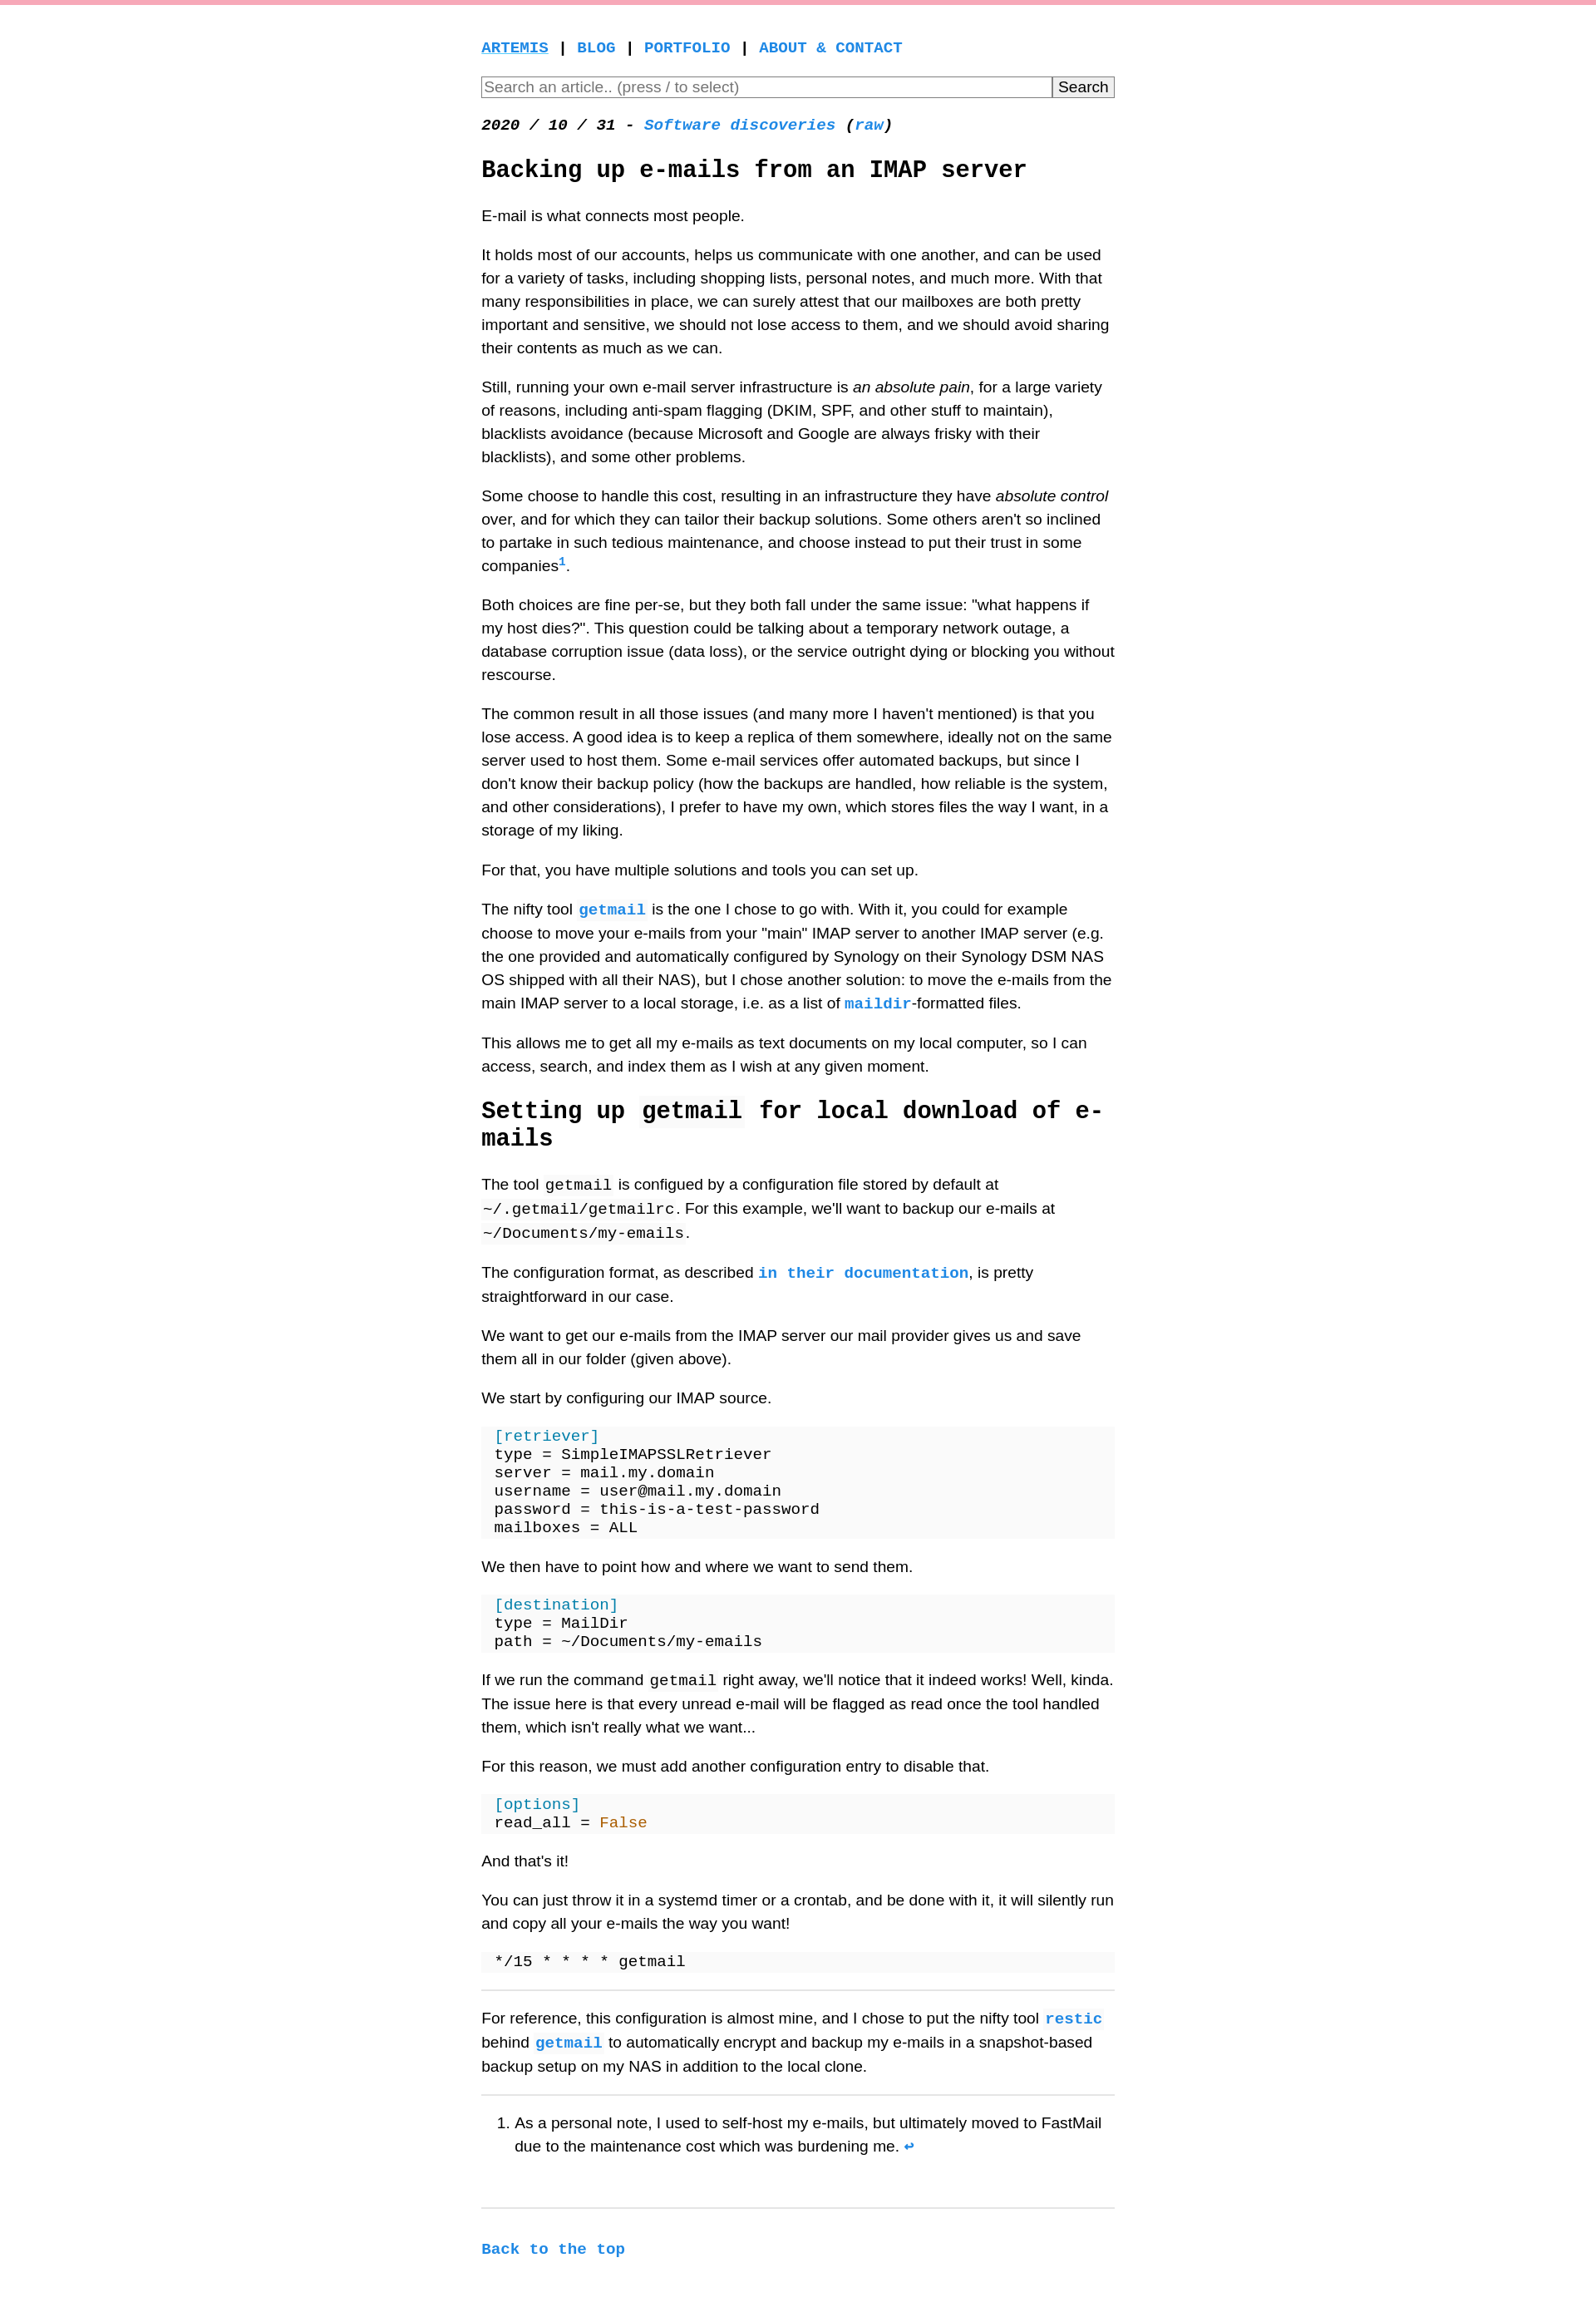 ARTEMIS | BLOG | PORTFOLIO | ABOUT & CONTACT
Search an article.. (press / to select) Search
2020 / 10 / 31 - Software discoveries (raw)
Backing up e-mails from an IMAP server
E-mail is what connects most people.
It holds most of our accounts, helps us communicate with one another, and can be used
for a variety of tasks, including shopping lists, personal notes, and much more. With that
many responsibilities in place, we can surely attest that our mailboxes are both pretty
important and sensitive, we should not lose access to them, and we should avoid sharing
their contents as much as we can.
Still, running your own e-mail server infrastructure is an absolute pain, for a large variety
of reasons, including anti-spam flagging (DKIM, SPF, and other stuff to maintain),
blacklists avoidance (because Microsoft and Google are always frisky with their
blacklists), and some other problems.
Some choose to handle this cost, resulting in an infrastructure they have absolute control
over, and for which they can tailor their backup solutions. Some others aren't so inclined
to partake in such tedious maintenance, and choose instead to put their trust in some
companies1.
Both choices are fine per-se, but they both fall under the same issue: "what happens if
my host dies?". This question could be talking about a temporary network outage, a
database corruption issue (data loss), or the service outright dying or blocking you without
rescourse.
The common result in all those issues (and many more I haven't mentioned) is that you
lose access. A good idea is to keep a replica of them somewhere, ideally not on the same
server used to host them. Some e-mail services offer automated backups, but since I
don't know their backup policy (how the backups are handled, how reliable is the system,
and other considerations), I prefer to have my own, which stores files the way I want, in a
storage of my liking.
For that, you have multiple solutions and tools you can set up.
The nifty tool getmail is the one I chose to go with. With it, you could for example
choose to move your e-mails from your "main" IMAP server to another IMAP server (e.g.
the one provided and automatically configured by Synology on their Synology DSM NAS
OS shipped with all their NAS), but I chose another solution: to move the e-mails from the
main IMAP server to a local storage, i.e. as a list of maildir-formatted files.
This allows me to get all my e-mails as text documents on my local computer, so I can
access, search, and index them as I wish at any given moment.
Setting up getmail for local download of e-
mails
The tool getmail is configued by a configuration file stored by default at
~/.getmail/getmailrc. For this example, we'll want to backup our e-mails at
~/Documents/my-emails.
The configuration format, as described in their documentation, is pretty
straightforward in our case.
We want to get our e-mails from the IMAP server our mail provider gives us and save
them all in our folder (given above).
We start by configuring our IMAP source.
[retriever]
type = SimpleIMAPSSLRetriever
server = mail.my.domain
username = user@mail.my.domain
password = this-is-a-test-password
mailboxes = ALL
We then have to point how and where we want to send them.
[destination]
type = MailDir
path = ~/Documents/my-emails
If we run the command getmail right away, we'll notice that it indeed works! Well, kinda.
The issue here is that every unread e-mail will be flagged as read once the tool handled
them, which isn't really what we want...
For this reason, we must add another configuration entry to disable that.
[options]
read_all = False
And that's it!
You can just throw it in a systemd timer or a crontab, and be done with it, it will silently run
and copy all your e-mails the way you want!
*/15 * * * * getmail
For reference, this configuration is almost mine, and I chose to put the nifty tool restic
behind getmail to automatically encrypt and backup my e-mails in a snapshot-based
backup setup on my NAS in addition to the local clone.
1. As a personal note, I used to self-host my e-mails, but ultimately moved to FastMail
due to the maintenance cost which was burdening me. ↩
Back to the top